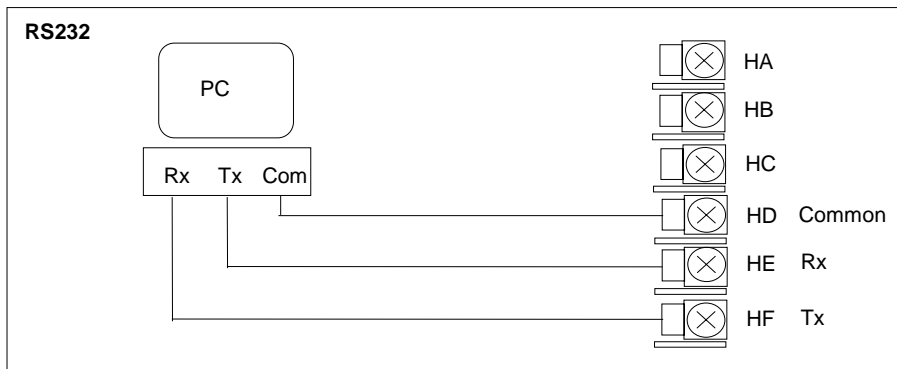 RS232
PC
Rx Tx Com
HA
HB
HC
HD Common
HE Rx
HF Tx